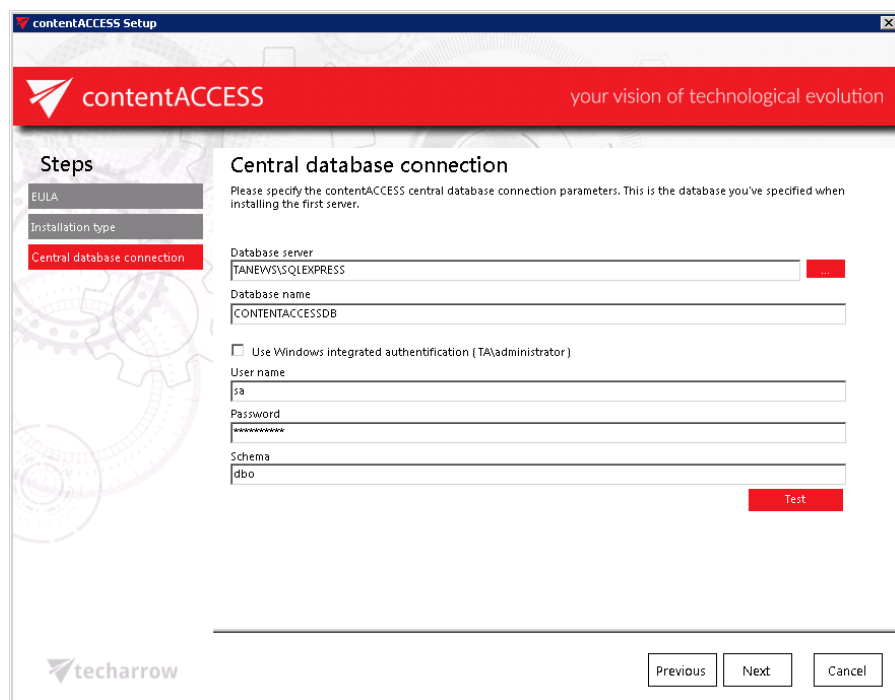 contentACCESS Setup
contentACCESS
your vision of technological evolution
Steps
EULA
Installation type
Central database connection
Central database connection
Please specify the contentACCESS central database connection parameters. This is the database you've specified when
installing the first server.
Database server
TANEWS\SQLEXPRESS
...
Database name
CONTENTACCESSDB
Use Windows integrated authentification ( TA\administrator )
User name
sa
Password
**********
Schema
dbo
Test
techarrow
Previous
Next
Cancel